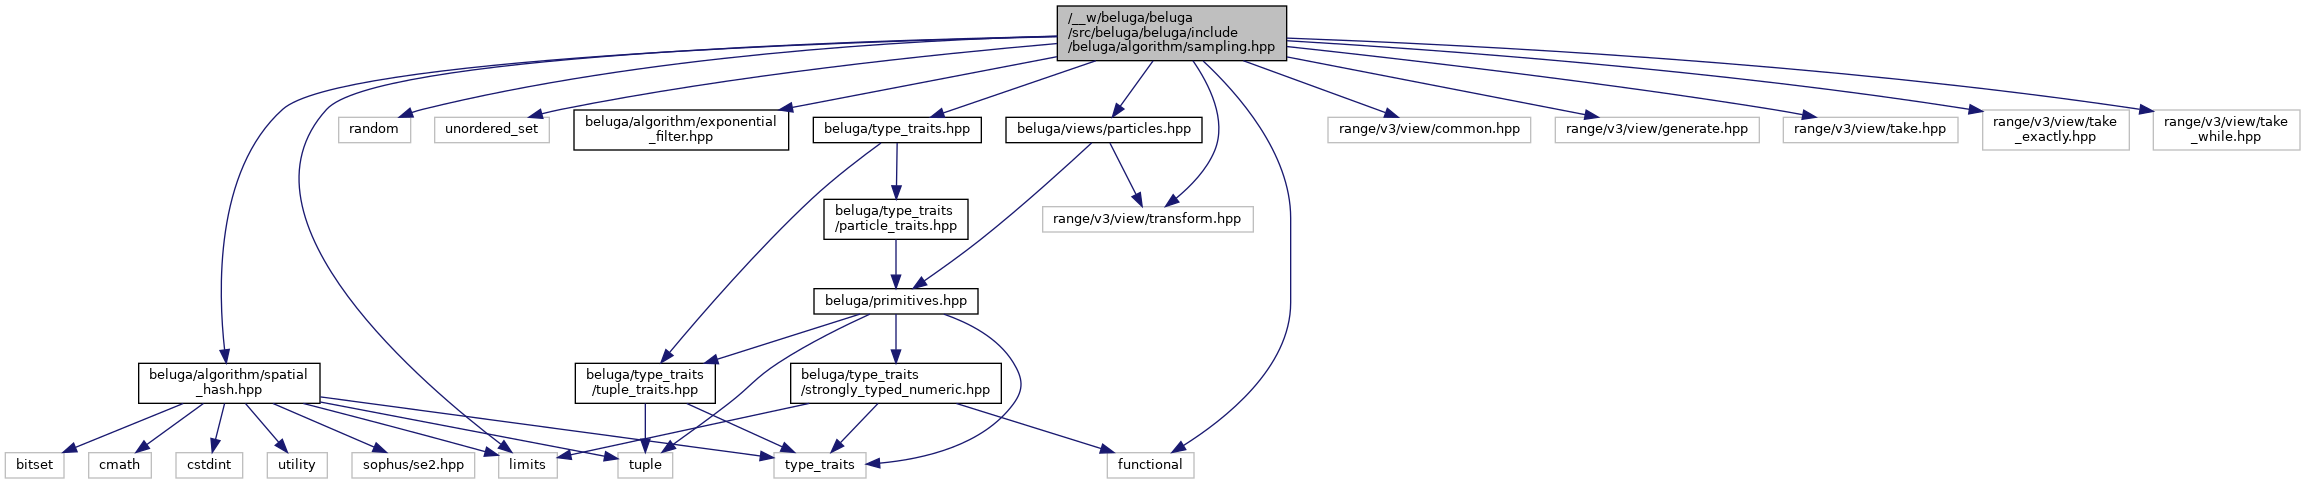 /__w/beluga/beluga
/src/beluga/beluga/include
/beluga/algorithm/sampling.hpp
random
unordered_set
beluga/algorithm/exponential
_filter.hpp
beluga/type_traits.hpp
beluga/views/particles.hpp
range/v3/view/common.hpp
range/v3/view/generate.hpp
range/v3/view/take.hpp
range/v3/view/take
_exactly.hpp
range/v3/view/take
_while.hpp
beluga/type_traits
/particle_traits.hpp
range/v3/view/transform.hpp
beluga/primitives.hpp
beluga/algorithm/spatial
_hash.hpp
beluga/type_traits
/tuple_traits.hpp
beluga/type_traits
/strongly_typed_numeric.hpp
bitset
cmath
cstdint
utility
sophus/se2.hpp
limits
tuple
type_traits
functional